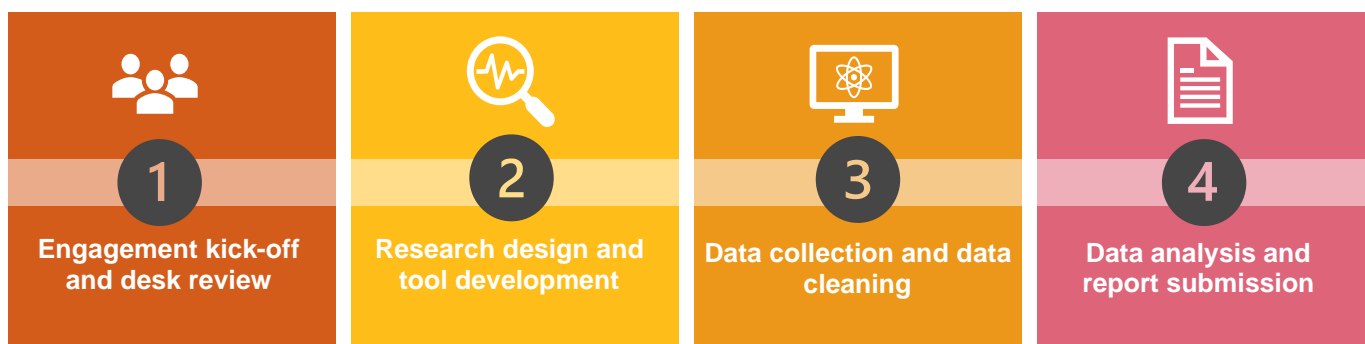 1
Engagement kick-off
and desk review
2
Research design and
tool development
3
Data collection and data
cleaning
4
Data analysis and
report submission